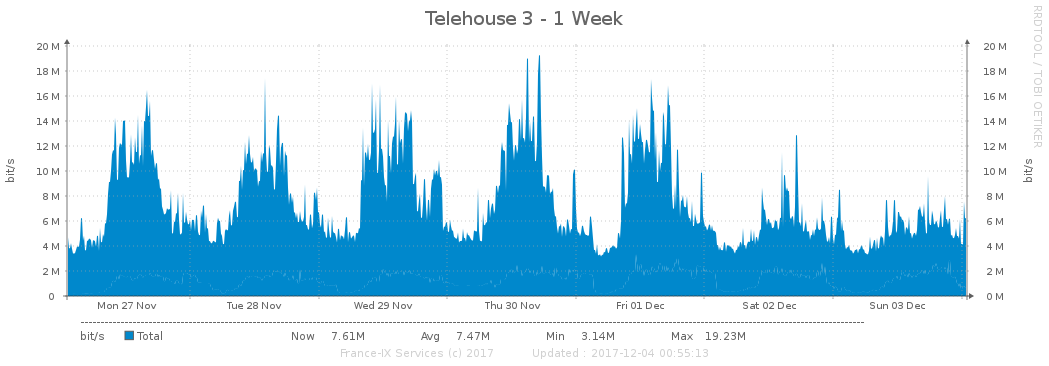 Telehouse 3 - 1 Week
RRDTOOL / TOBI OETIKER
20 M 20 M
18 M 18 M
16 M 16 M
14 M 14 M
12 M 12 M
10 M 10 M
8 M 8 M
6 M 6 M
4 M 4 M
2 M 2 M
0 0 M
bit/s bit/s
Mon 27 Nov Tue 28 Nov Wed 29 Nov Thu 30 Nov Fri 01 Dec Sat 02 Dec Sun 03 Dec
bit/s Total Now 7.61M Avg 7.47M Min 3.14M Max 19.23M
France-IX Services (c) 2017 Updated : 2017-12-04 00:55:13